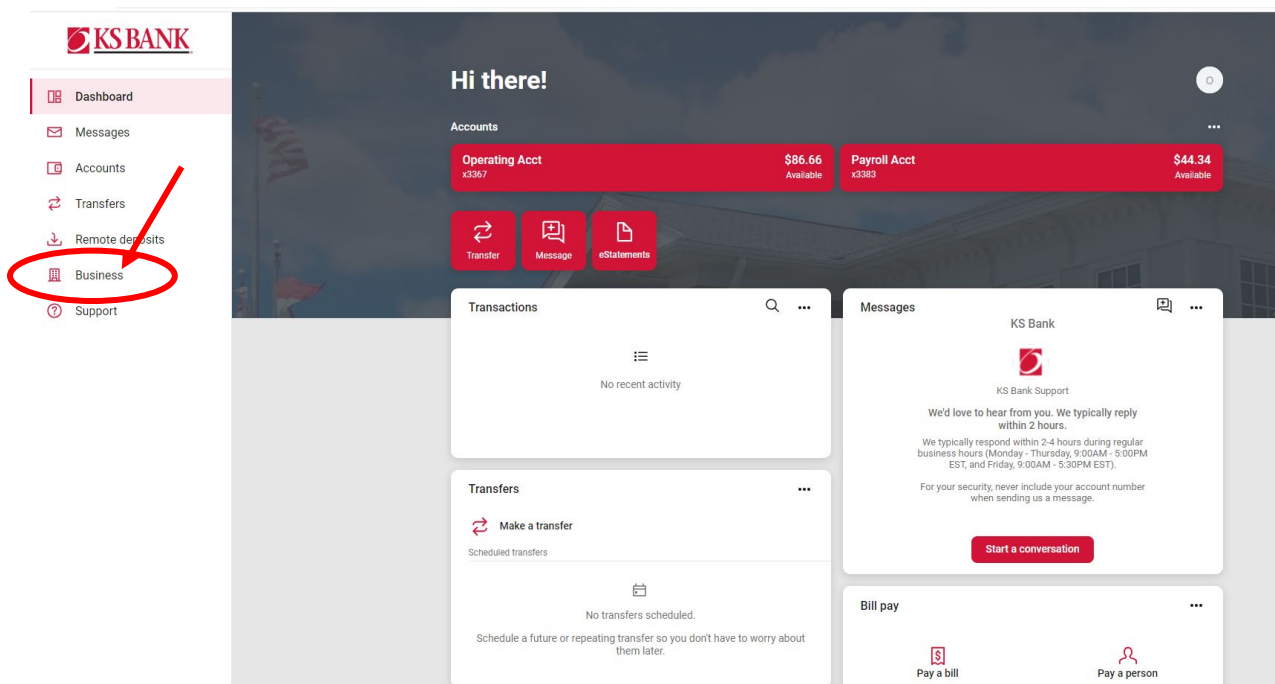 KS BANK
Dashboard
Messages
Accounts
Transfers
Remote deposits
Business
Support
Hi there!
O
Accounts
Operating Acct
x3367
$86.66
Available
Payroll Acct
x3383
$44.34
Available
Transfer
Message
eStatements
Transactions
No recent activity
Transfers
Make a transfer
Scheduled transfers
No transfers scheduled.
Schedule a future or repeating transfer so you don't have to worry about
them later.
Messages
KS Bank
KS Bank Support
We'd love to hear from you. We typically reply
within 2 hours.
We typically respond within 2-4 hours during regular
business hours (Monday - Thursday, 9:00AM - 5:00PM
EST, and Friday, 9:00AM - 5:30PM EST).
For your security, never include your account number
when sending us a message.
Start a conversation
Bill pay
Pay a bill
Pay a person